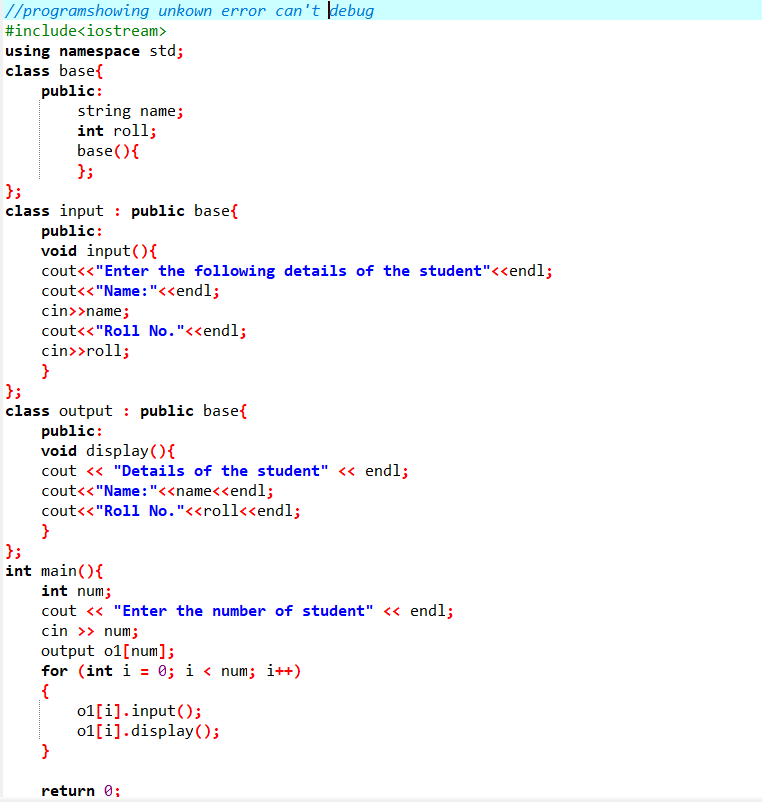 //programshowing unkown error can't debug
#include<iostream>
using namespace std;
class base{
    public:
        string name;
        int roll;
        base(){
        };
};
class input : public base{
    public:
    void input(){
    cout<<"Enter the following details of the student"<<endl;
    cout<<"Name:"<<endl;
    cin>>name;
    cout<<"Roll No."<<endl;
    cin>>roll;
    }
};
class output : public base{
    public:
    void display(){
    cout << "Details of the student" << endl;
    cout<<"Name:"<<name<<endl;
    cout<<"Roll No."<<roll<<endl;
    }
};
int main(){
    int num;
    cout << "Enter the number of student" << endl;
    cin >> num;
    output o1[num];
    for (int i = 0; i < num; i++)
    {
        o1[i].input();
        o1[i].display();
    }

    return 0;